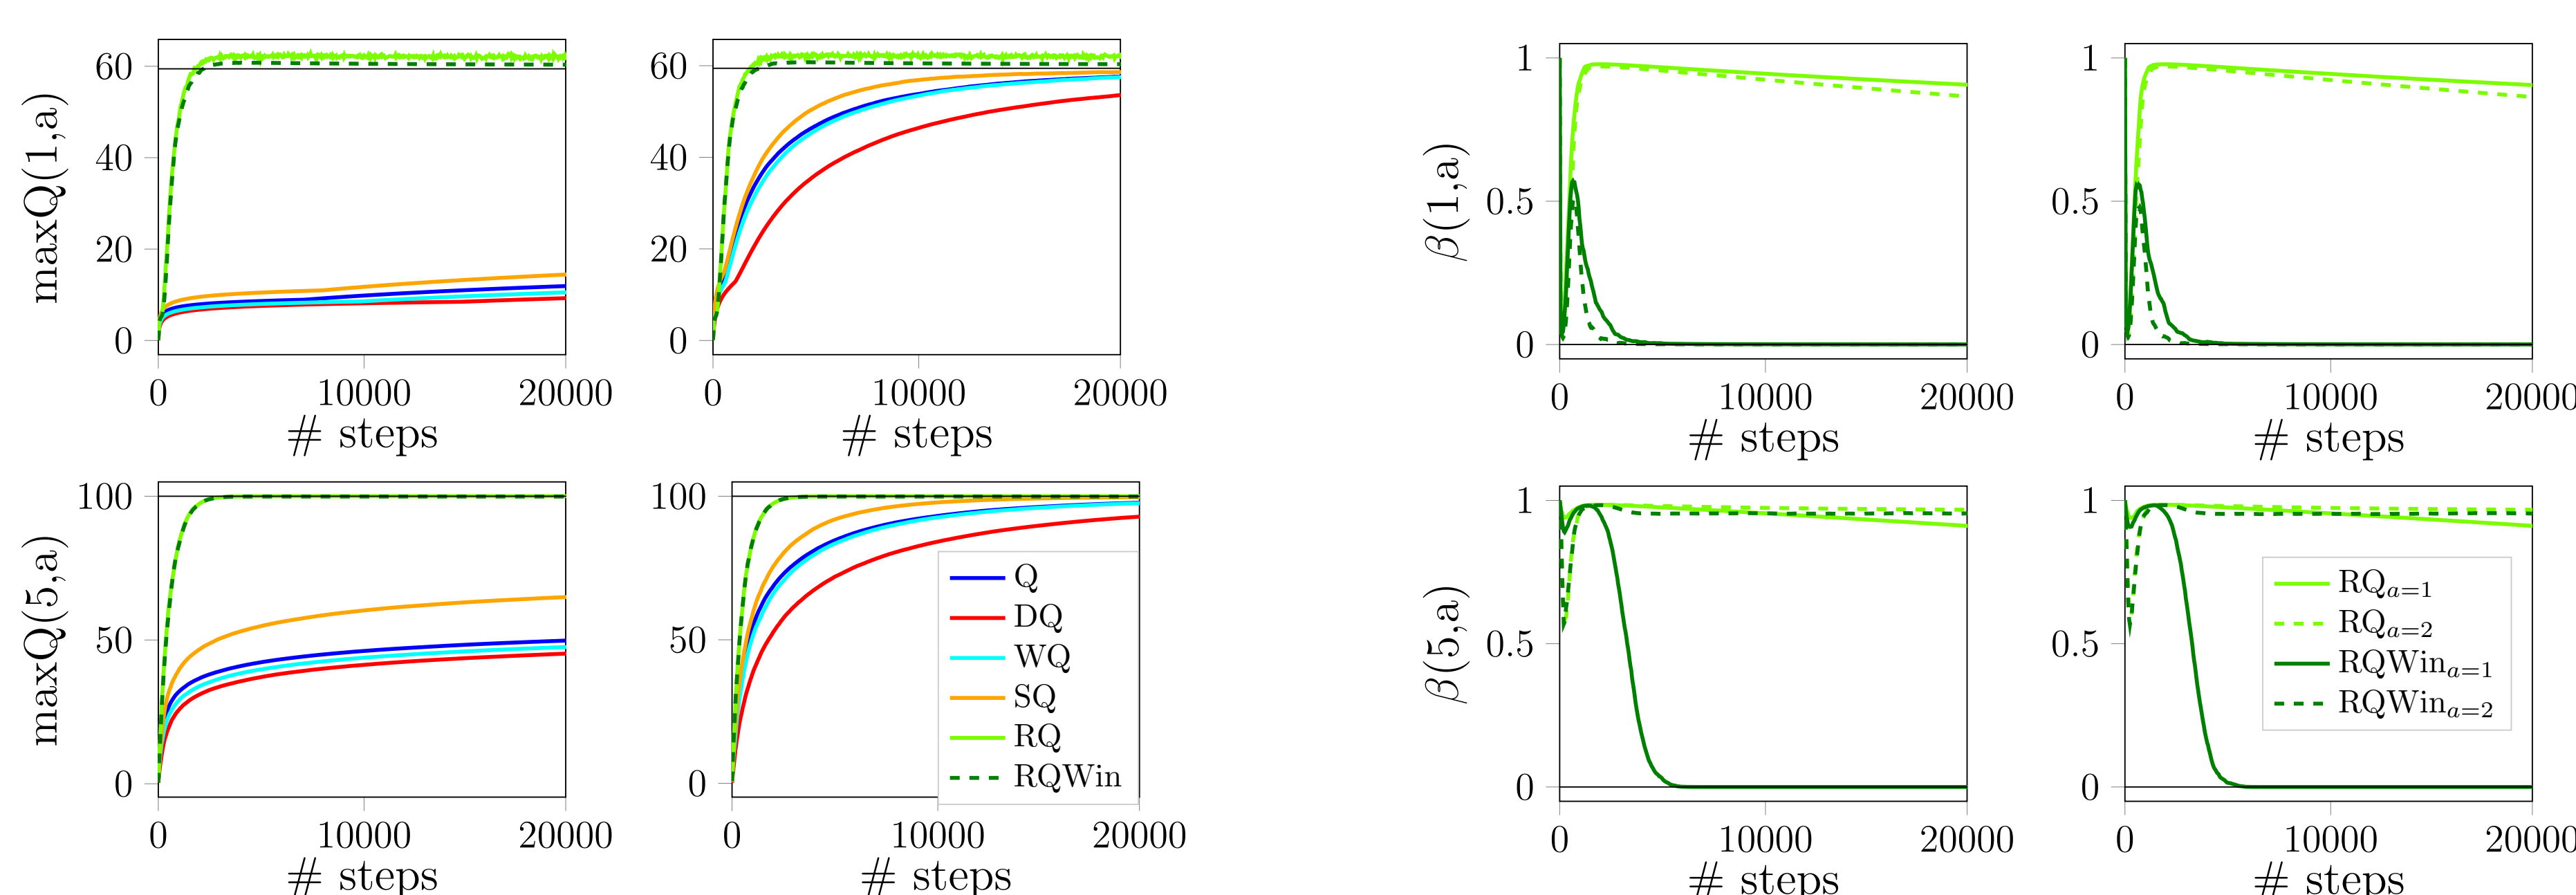 maxQ(1,a)
60
40
20
0
0 10000 20000
# steps
60
40
20
0
0 10000 20000
# steps
β(1,a)
1
0.5
0
0 10000 20000
# steps
1
0.5
0
0 10000 20000
# steps
maxQ(5,a)
100
50
0
0 10000 20000
# steps
100
50
0
0 10000 20000
# steps
Q
DQ
WQ
SQ
RQ
RQWin
β(5,a)
1
0.5
0
0 10000 20000
# steps
1
0.5
0
0 10000 20000
# steps
RQa=1
RQa=2
RQWina=1
RQWina=2